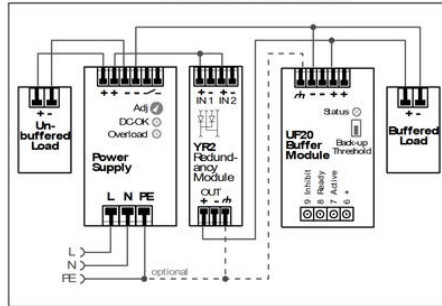 + -
Un-
buffered
Load
+ + - - -
Adj
DC-OK
Overload
Power
Supply
L N PE
+ - + -
IN 1 IN 2
YR2
Redund-
ancy
Module
OUT
+ -
- - + +
Status
UF20
Buffer
Module
Back-up
Threshold
9 Inhibit
8 Ready
7 Active
6 +
+ -
Buffered
Load
L
N
PE
optional